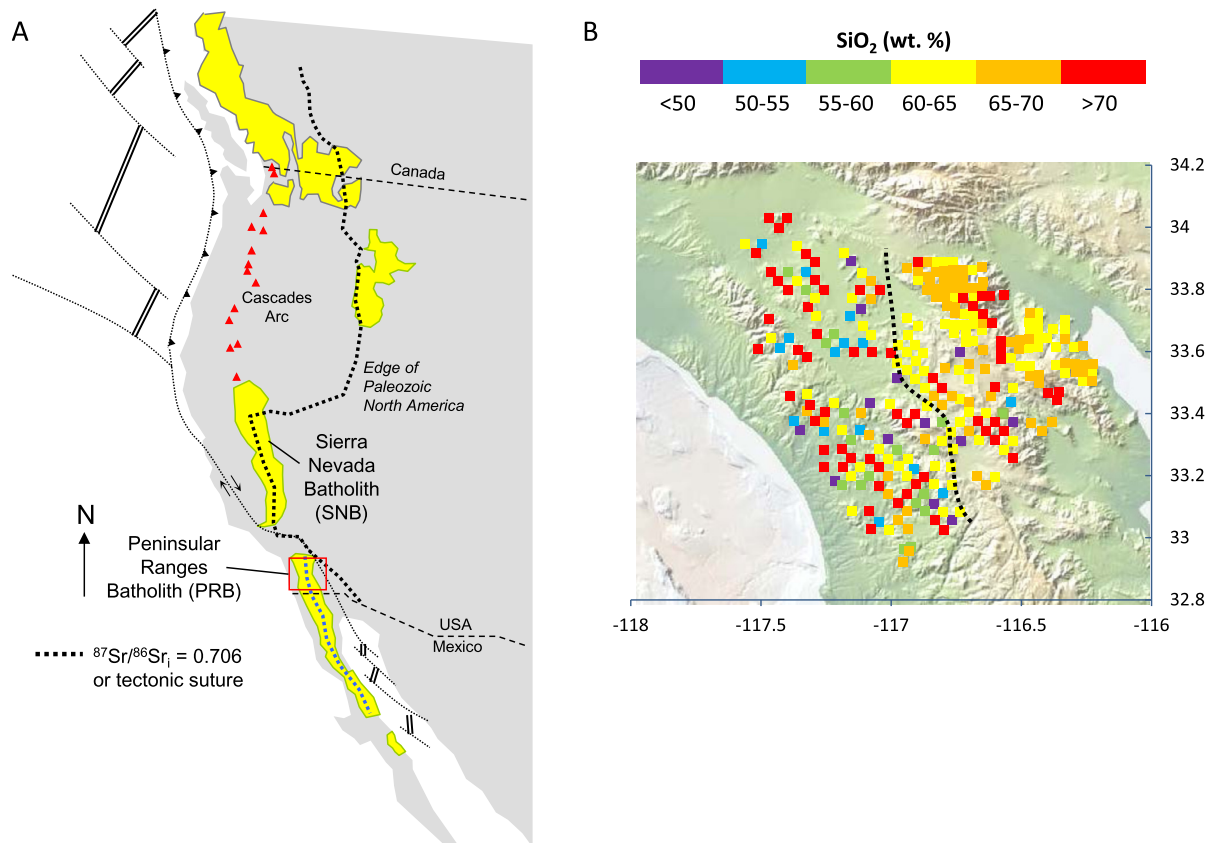 A
Canada
Cascades
Arc
Edge of
Paleozoic
North America
Sierra
Nevada
Batholith
(SNB)
N
Peninsular
Ranges
Batholith (PRB)
USA
Mexico
⁸⁷Sr/⁸⁶Srᵢ = 0.706
or tectonic suture
B
SiO₂ (wt. %)
<50 50-55 55-60 60-65 65-70 >70
34.2
34
33.8
33.6
33.4
33.2
33
32.8
-118 -117.5 -117 -116.5 -116